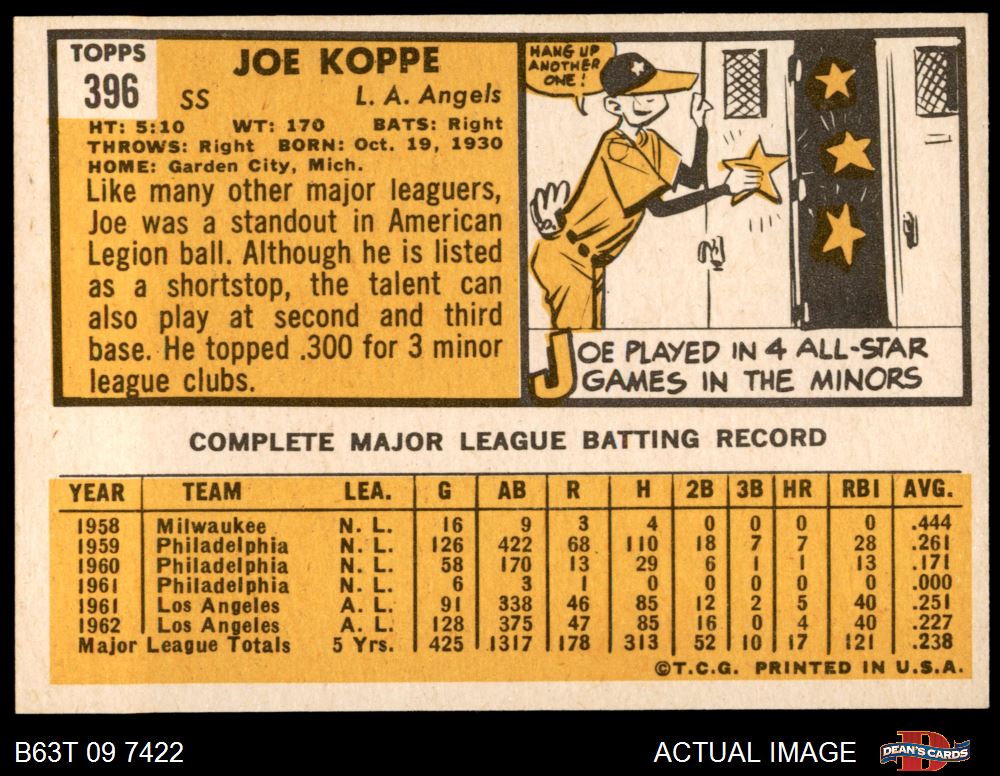 TOPPS
396
JOE KOPPE
SS
L. A. Angels
HT: 5:10 WT: 170 BATS: Right
THROWS: Right BORN: Oct. 19, 1930
HOME: Garden City, Mich.
Like many other major leaguers,
Joe was a standout in American
Legion ball. Although he is listed
as a shortstop, the talent can
also play at second and third
base. He topped .300 for 3 minor
league clubs.
HANG UP
ANOTHER
ONE!
JOE PLAYED IN 4 ALL-STAR
GAMES IN THE MINORS
COMPLETE MAJOR LEAGUE BATTING RECORD
YEAR TEAM LEA. G AB R H 2B 3B HR RBI AVG.
1958 Milwaukee N. L. 16 9 3 4 0 0 0 0 .444
1959 Philadelphia N. L. 126 422 68 110 18 7 7 28 .261
1960 Philadelphia N. L. 58 170 13 29 6 1 1 13 .171
1961 Philadelphia N. L. 6 3 1 0 0 0 0 0 .000
1961 Los Angeles A. L. 91 338 46 85 12 2 5 40 .251
1962 Los Angeles A. L. 128 375 47 85 16 0 4 40 .227
Major League Totals 5 Yrs. 425 1317 178 313 52 10 17 121 .238
©T.C.G. PRINTED IN U.S.A.
B63T 09 7422
ACTUAL IMAGE
D
DEAN'S CARDS